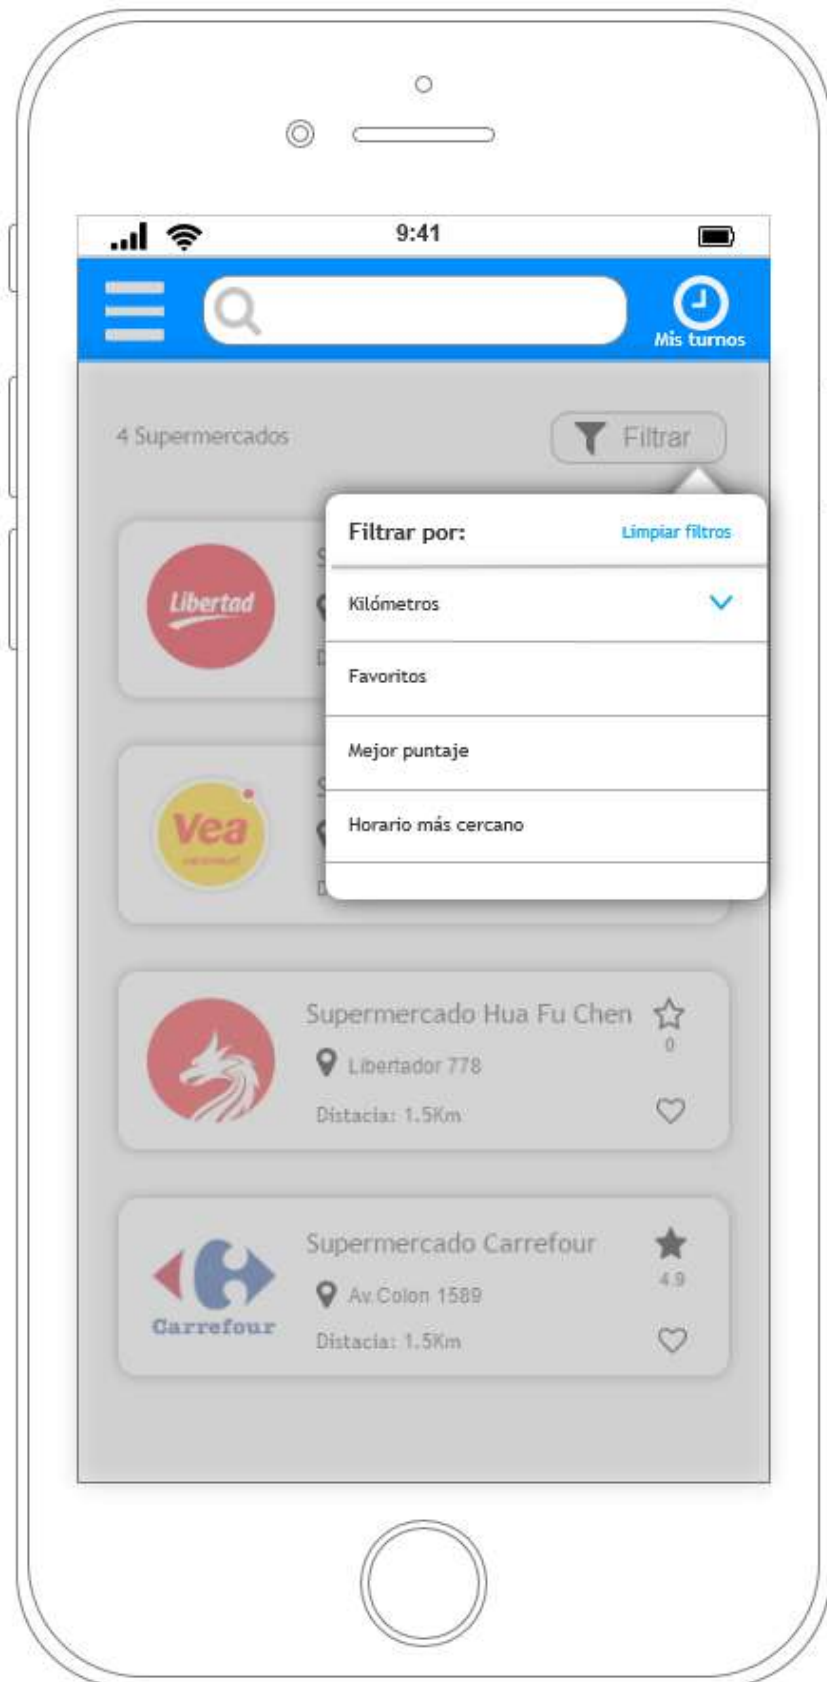 9:41
Mis turnos
4 Supermercados
Filtrar
Filtrar por:
Limpiar filtros
Kilómetros
Favoritos
Mejor puntaje
Horario más cercano
Libertad
Vea
Supermercado Hua Fu Chen
0
Libertador 778
Distacia: 1.5Km
Supermercado Carrefour
4.9
Av.Colon 1589
Carrefour
Distacia: 1.5Km